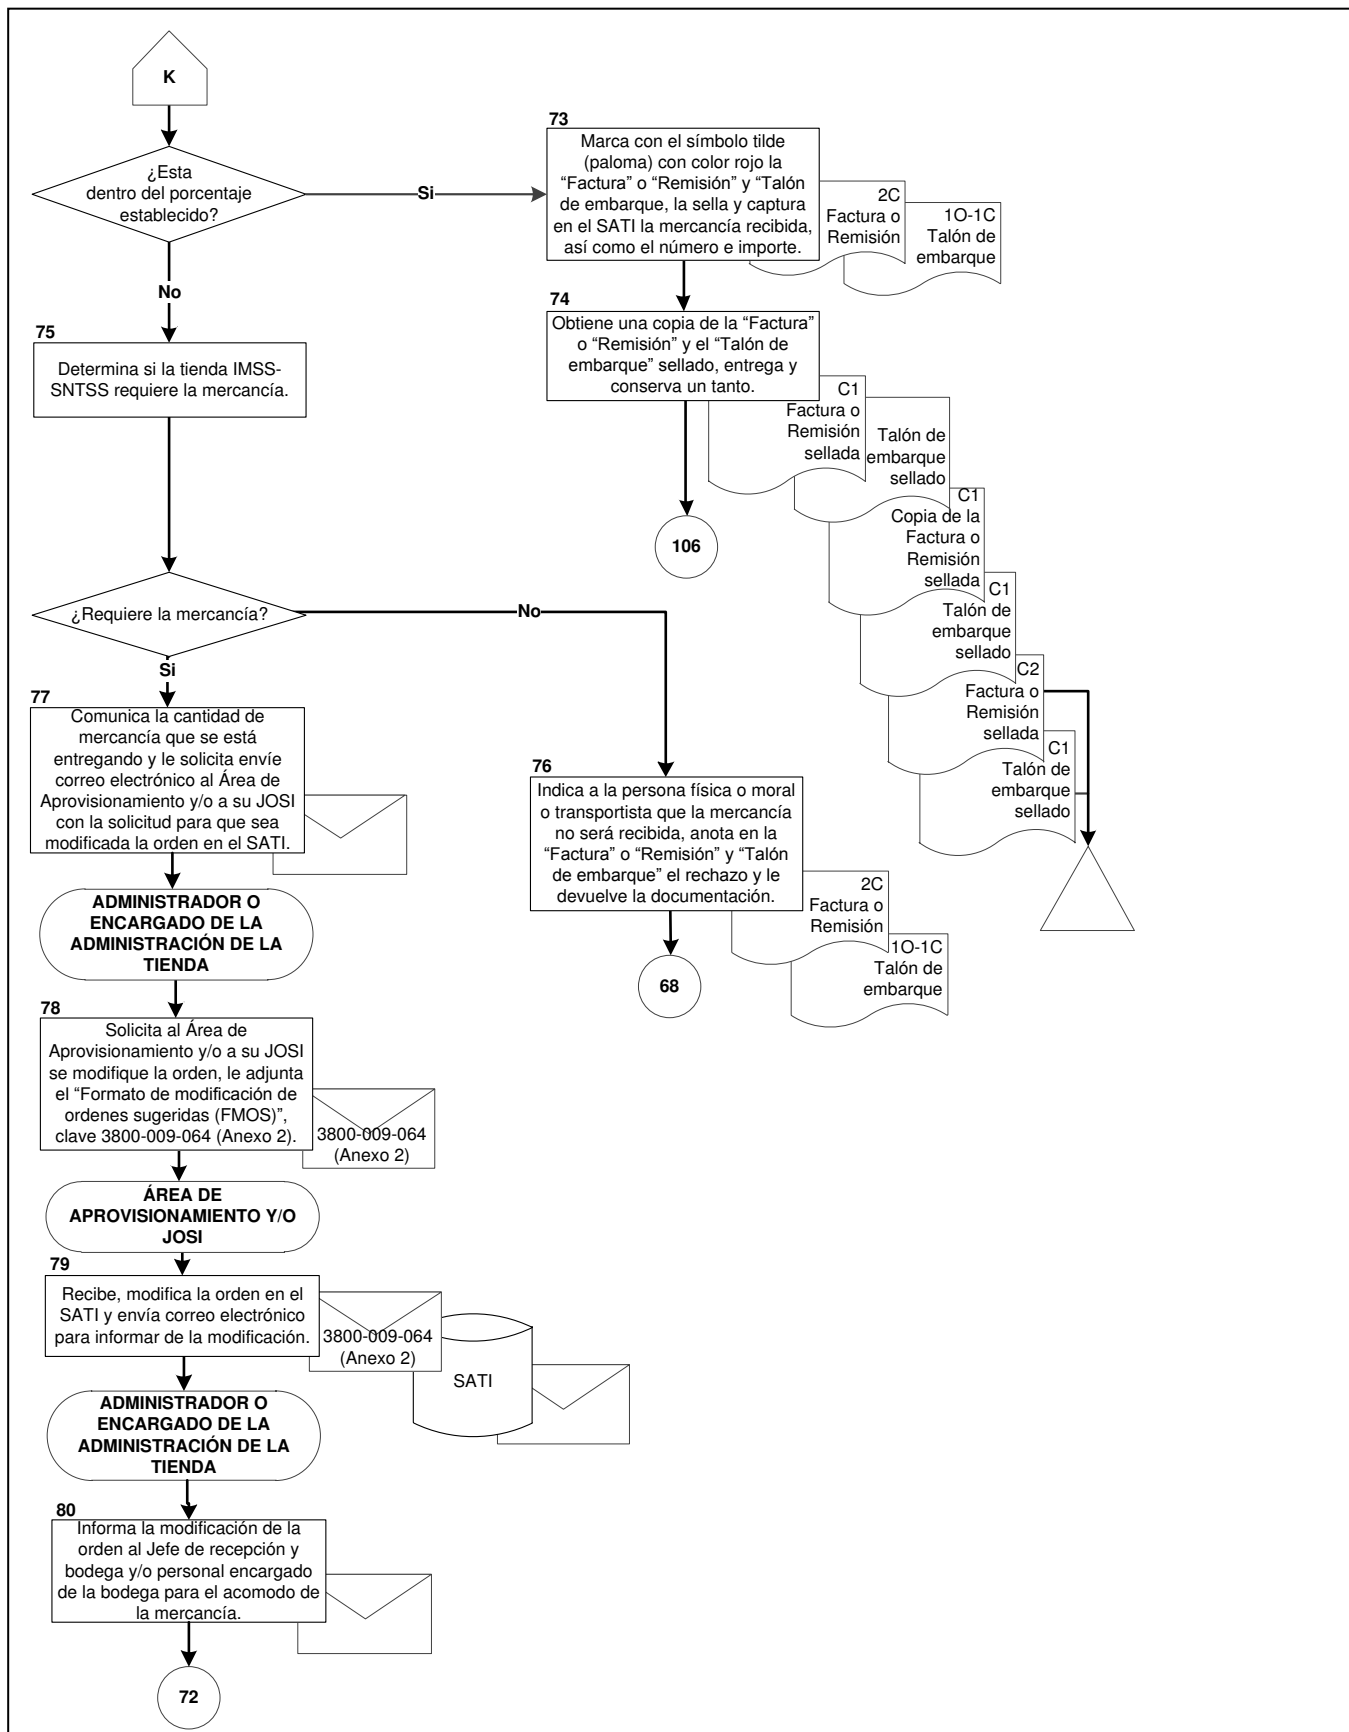 K
¿Esta
dentro del porcentaje
establecido?
Si
No
73
Marca con el símbolo tilde
(paloma) con color rojo la
“Factura” o “Remisión” y “Talón
de embarque, la sella y captura
en el SATI la mercancía recibida,
así como el número e importe.
2C
Factura o
Remisión
1O-1C
Talón de
embarque
74
Obtiene una copia de la “Factura”
o “Remisión” y el “Talón de
embarque” sellado, entrega y
conserva un tanto.
C1
Factura o
Remisión
sellada
Talón de
embarque
sellado
C1
Copia de la
Factura o
Remisión
sellada
C1
Talón de
embarque
sellado
C2
Factura o
Remisión
sellada
C1
Talón de
embarque
sellado
106
75
Determina si la tienda IMSS-
SNTSS requiere la mercancía.
¿Requiere la mercancía?
No
Si
76
Indica a la persona física o moral
o transportista que la mercancía
no será recibida, anota en la
“Factura” o “Remisión” y “Talón
de embarque” el rechazo y le
devuelve la documentación.
2C
Factura o
Remisión
1O-1C
Talón de
embarque
68
77
Comunica la cantidad de
mercancía que se está
entregando y le solicita envíe
correo electrónico al Área de
Aprovisionamiento y/o a su JOSI
con la solicitud para que sea
modificada la orden en el SATI.
ADMINISTRADOR O
ENCARGADO DE LA
ADMINISTRACIÓN DE LA
TIENDA
78
Solicita al Área de
Aprovisionamiento y/o a su JOSI
se modifique la orden, le adjunta
el “Formato de modificación de
ordenes sugeridas (FMOS)”,
clave 3800-009-064 (Anexo 2).
3800-009-064
(Anexo 2)
ÁREA DE
APROVISIONAMIENTO Y/O
JOSI
79
Recibe, modifica la orden en el
SATI y envía correo electrónico
para informar de la modificación.
3800-009-064
(Anexo 2)
SATI
ADMINISTRADOR O
ENCARGADO DE LA
ADMINISTRACIÓN DE LA
TIENDA
80
Informa la modificación de la
orden al Jefe de recepción y
bodega y/o personal encargado
de la bodega para el acomodo de
la mercancía.
72